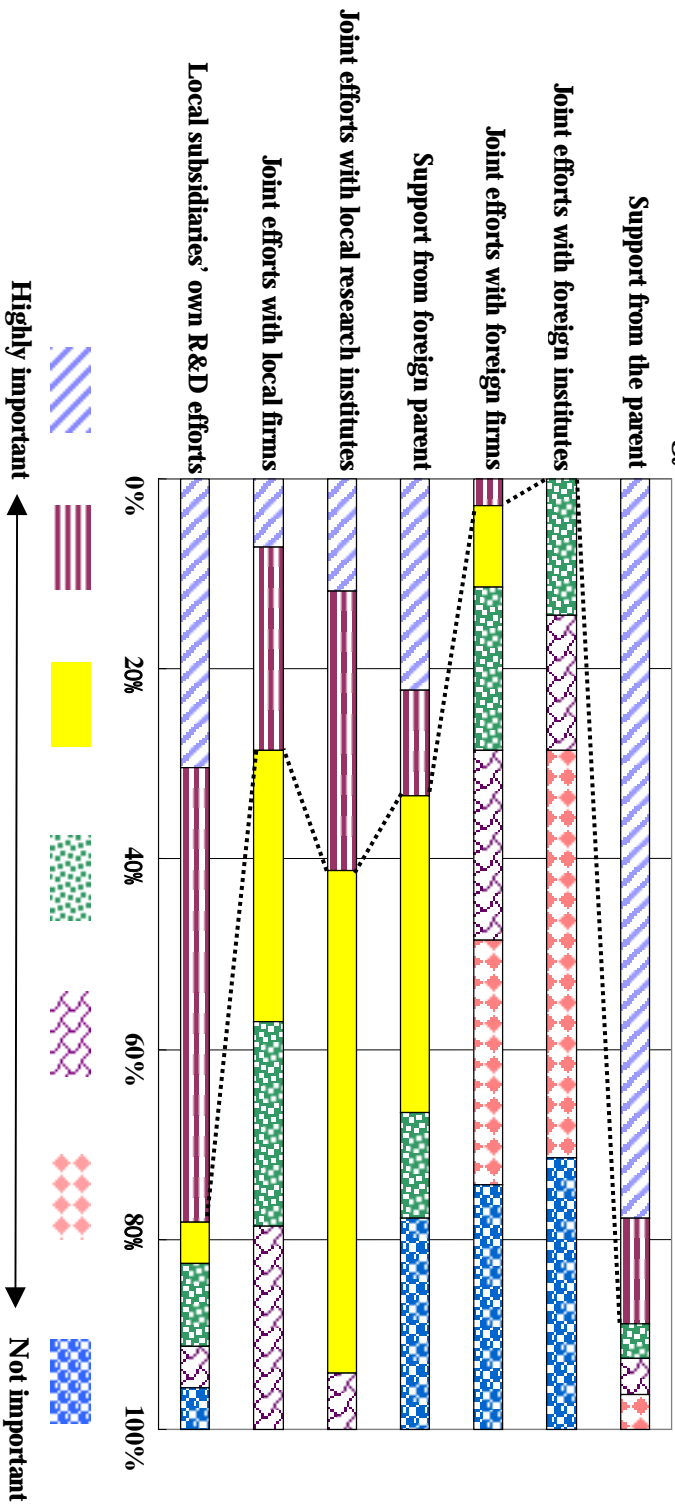 Support from the parent
Joint efforts with foreign institutes
Joint efforts with foreign firms
Support from foreign parent
Joint efforts with local research institutes
Joint efforts with local firms
Local subsidiaries' own R&D efforts
0% 20% 40% 60% 80% 100%
Highly important Not important